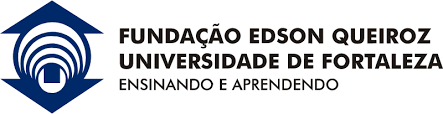 FUNDAÇÃO EDSON QUEIROZ
UNIVERSIDADE DE FORTALEZA
ENSINANDO E APRENDENDO